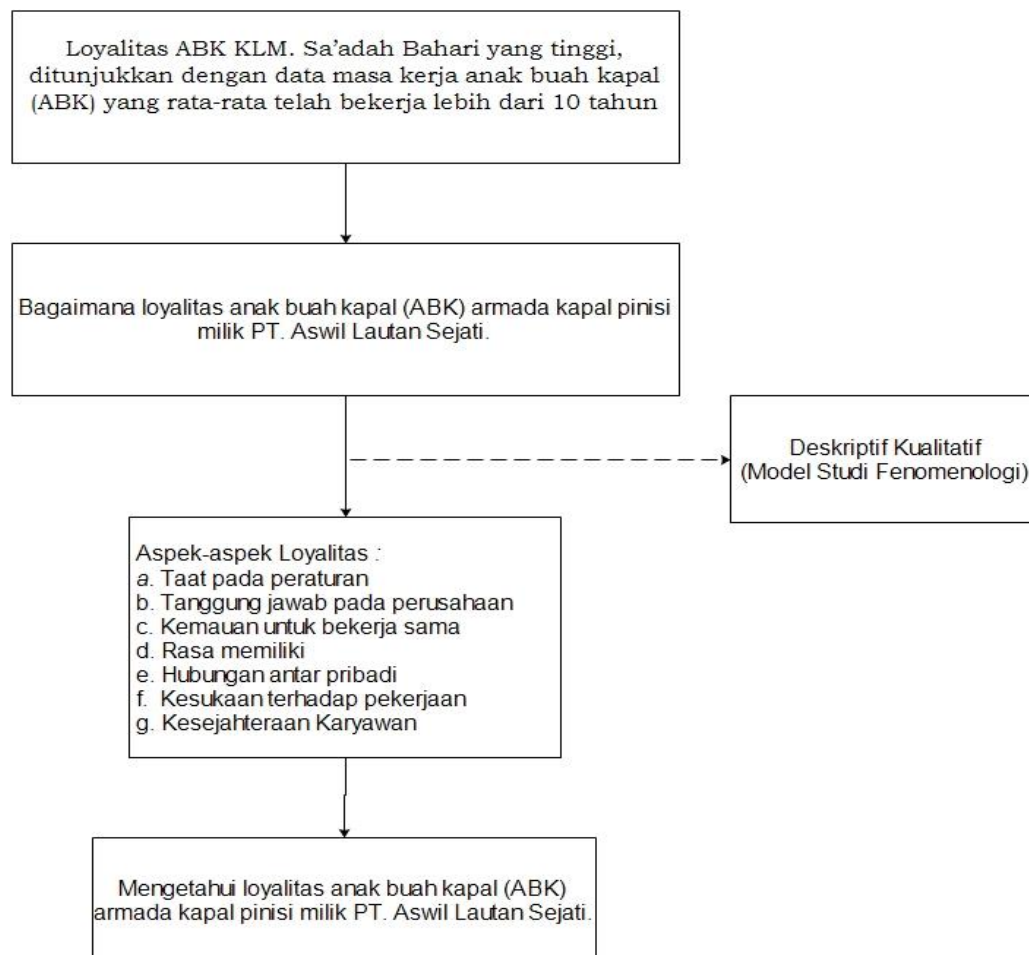 Loyalitas ABK KLM. Sa’adah Bahari yang tinggi,
ditunjukkan dengan data masa kerja anak buah kapal
(ABK) yang rata-rata telah bekerja lebih dari 10 tahun
Bagaimana loyalitas anak buah kapal (ABK) armada kapal pinisi
milik PT. Aswil Lautan Sejati.
Deskriptif Kualitatif
(Model Studi Fenomenologi)
Aspek-aspek Loyalitas :
a. Taat pada peraturan
b. Tanggung jawab pada perusahaan
c. Kemauan untuk bekerja sama
d. Rasa memiliki
e. Hubungan antar pribadi
f. Kesukaan terhadap pekerjaan
g. Kesejahteraan Karyawan
Mengetahui loyalitas anak buah kapal (ABK)
armada kapal pinisi milik PT. Aswil Lautan Sejati.